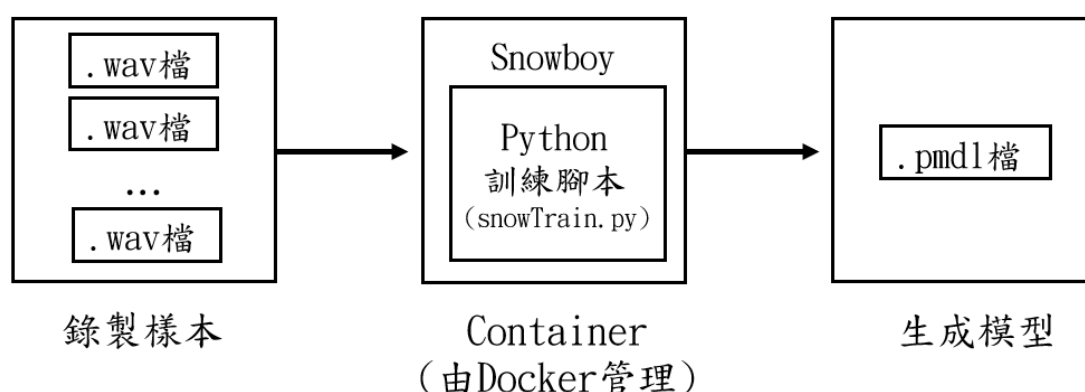 .wav檔
.wav檔
...
.wav檔
錄製樣本
Snowboy
Python
訓練腳本
(snowTrain.py)
Container
(由Docker管理)
.pmdl檔
生成模型